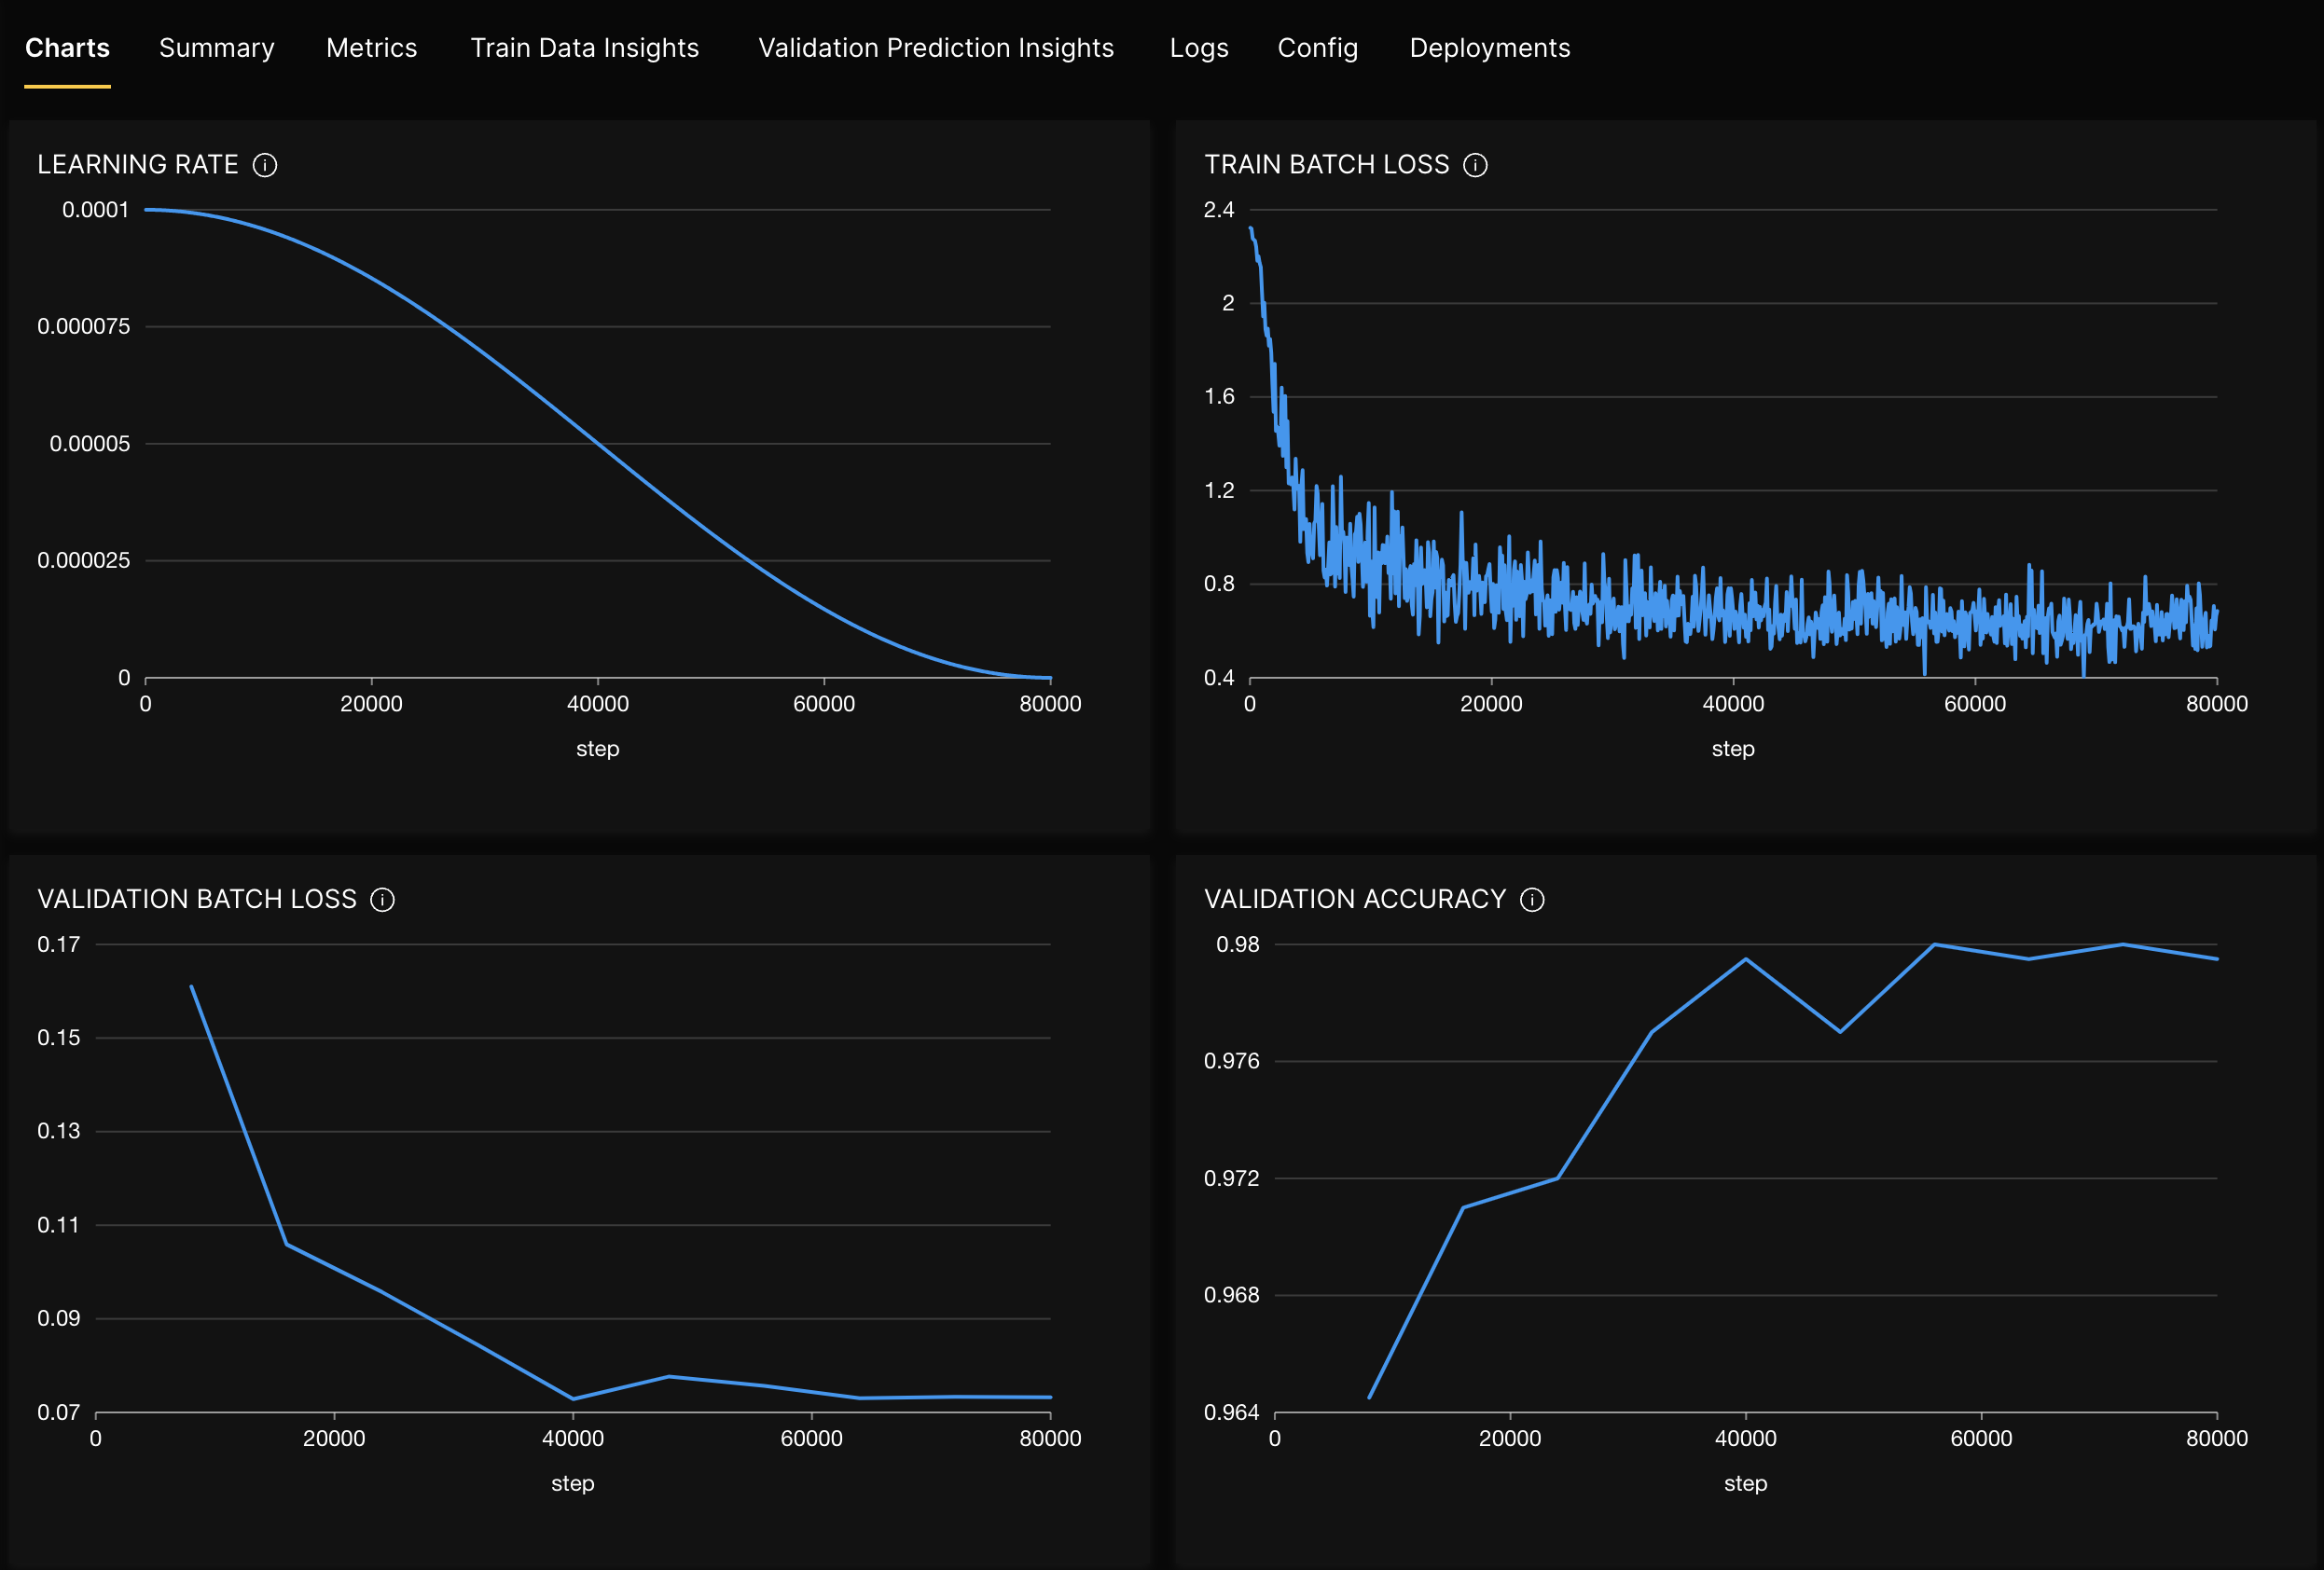 Charts Summary Metrics Train Data Insights Validation Prediction Insights Logs Config Deployments
LEARNING RATE
0.0001
0.000075
0.00005
0.000025
0
0 20000 40000 60000 80000
step
TRAIN BATCH LOSS
2.4
2
1.6
1.2
0.8
0.4
0 20000 40000 60000 80000
step
VALIDATION BATCH LOSS
0.17
0.15
0.13
0.11
0.09
0.07
0 20000 40000 60000 80000
step
VALIDATION ACCURACY
0.98
0.976
0.972
0.968
0.964
0 20000 40000 60000 80000
step